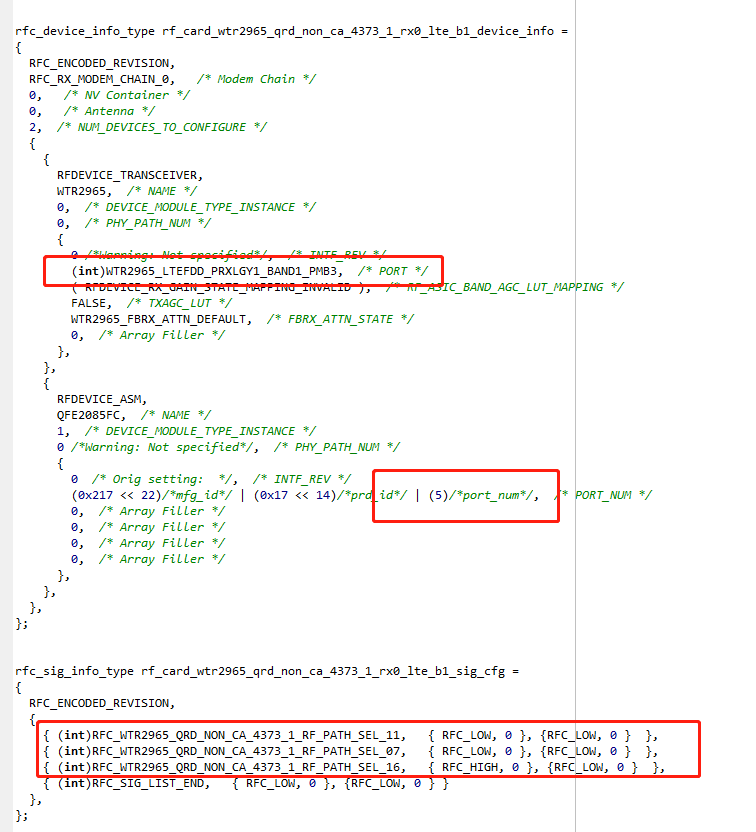 rfc_device_info_type rf_card_wtr2965_qrd_non_ca_4373_1_rx0_lte_b1_device_info =
{
RFC_ENCODED_REVISION,
RFC_RX_MODEM_CHAIN_0, /* Modem Chain */
0, /* NV Container */
0, /* Antenna */
2, /* NUM_DEVICES_TO_CONFIGURE */
{
{
RFDEVICE_TRANSCEIVER,
WTR2965, /* NAME */
0, /* DEVICE_MODULE_TYPE_INSTANCE */
0, /* PHY_PATH_NUM */
{
0 /*Warning: Not specified*/, /* INTF_REV */
(int)WTR2965_LTEFDD_PRXLGY1_BAND1_PMB3, /* PORT */
( RFDEVICE_RX_GAIN_STATE_MAPPING_INVALID ), /* RF_ASIC_BAND_AGC_LUT_MAPPING */
FALSE, /* TXAGC_LUT */
WTR2965_FBRX_ATTN_DEFAULT, /* FBRX_ATTN_STATE */
0, /* Array Filler */
},
},
{
RFDEVICE_ASM,
QFE2085FC, /* NAME */
1, /* DEVICE_MODULE_TYPE_INSTANCE */
0 /*Warning: Not specified*/, /* PHY_PATH_NUM */
{
0 /* Orig setting: */, /* INTF_REV */
(0x217 << 22)/*mfg_id*/ | (0x17 << 14)/*prd_id*/ | (5)/*port_num*/, /* PORT_NUM */
0, /* Array Filler */
0, /* Array Filler */
0, /* Array Filler */
0, /* Array Filler */
},
},
},
};
rfc_sig_info_type rf_card_wtr2965_qrd_non_ca_4373_1_rx0_lte_b1_sig_cfg =
{
RFC_ENCODED_REVISION,
{
{ (int)RFC_WTR2965_QRD_NON_CA_4373_1_RF_PATH_SEL_11, { RFC_LOW, 0 }, {RFC_LOW, 0 } },
{ (int)RFC_WTR2965_QRD_NON_CA_4373_1_RF_PATH_SEL_07, { RFC_LOW, 0 }, {RFC_LOW, 0 } },
{ (int)RFC_WTR2965_QRD_NON_CA_4373_1_RF_PATH_SEL_16, { RFC_HIGH, 0 }, {RFC_LOW, 0 } },
{ (int)RFC_SIG_LIST_END, { RFC_LOW, 0 }, {RFC_LOW, 0 } }
},
};